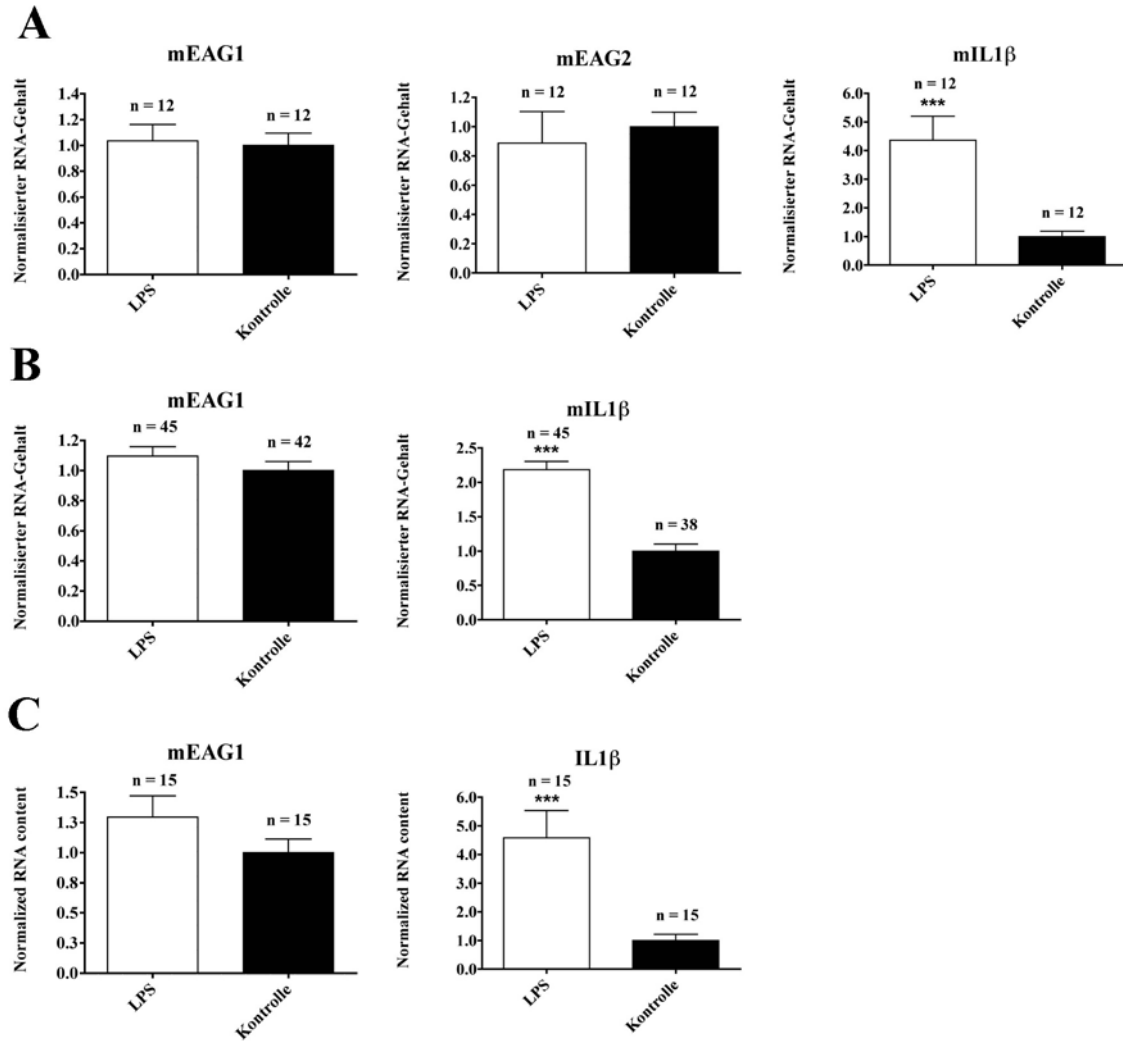 A
mEAG1
Normalisierter RNA-Gehalt
1.4
1.2
1.0
0.8
0.6
0.4
0.2
0.0
n = 12
n = 12
LPS
Kontrolle
mEAG2
Normalisierter RNA-Gehalt
1.2
1.0
0.8
0.6
0.4
0.2
0.0
n = 12
n = 12
LPS
Kontrolle
mIL1β
Normalisierter RNA-Gehalt
6.0
5.0
4.0
3.0
2.0
1.0
0.0
n = 12
***
n = 12
LPS
Kontrolle
B
mEAG1
Normalisierter RNA-Gehalt
1.2
1.0
0.8
0.6
0.4
0.2
0.0
n = 45
n = 42
LPS
Kontrolle
mIL1β
Normalisierter RNA-Gehalt
2.5
2.0
1.5
1.0
0.5
0.0
n = 45
***
n = 38
LPS
Kontrolle
C
mEAG1
Normalized RNA content
1.5
1.3
1.0
0.8
0.5
0.3
0.0
n = 15
n = 15
LPS
Kontrolle
IL1β
Normalized RNA content
6.0
5.0
4.0
3.0
2.0
1.0
0.0
n = 15
***
n = 15
LPS
Kontrolle